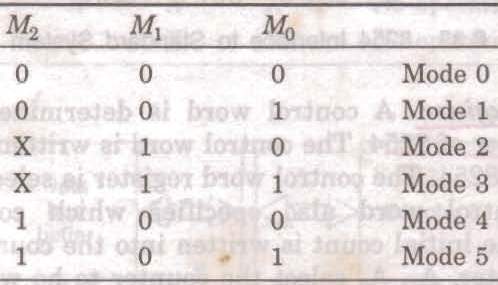 M₂ M₁ M₀
0 0 0 Mode 0
0 0 1 Mode 1
X 1 0 Mode 2
X 1 1 Mode 3
1 0 0 Mode 4
1 0 1 Mode 5